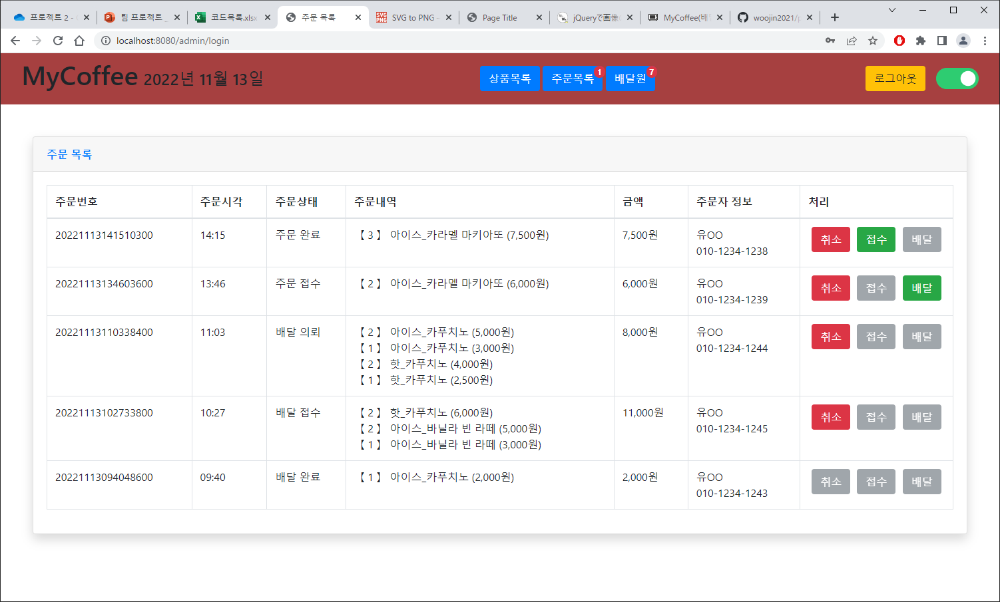 프로젝트 2 -
팀 프로젝트 _
코드목록.xlsx
주문 목록
SVG to PNG -
Page Title
jQueryで画像
MyCoffee(배
woojin2021/p
localhost:8080/admin/login
MyCoffee 2022년 11월 13일
상품목록
주문목록 1
배달원 7
로그아웃
주문 목록
주문번호 주문시각 주문상태 주문내역 금액 주문자 정보 처리
20221113141510300 14:15 주문 완료 【 3 】 아이스_카라멜 마키아또 (7,500원) 7,500원 유OO 취소 접수 배달
010-1234-1238
20221113134603600 13:46 주문 접수 【 2 】 아이스_카라멜 마키아또 (6,000원) 6,000원 유OO 취소 접수 배달
010-1234-1239
20221113110338400 11:03 배달 의뢰 【 2 】 아이스_카푸치노 (5,000원) 8,000원 유OO 취소 접수 배달
【 1 】 아이스_카푸치노 (3,000원) 010-1234-1244
【 2 】 핫_카푸치노 (4,000원)
【 1 】 핫_카푸치노 (2,500원)
20221113102733800 10:27 배달 접수 【 2 】 핫_카푸치노 (6,000원) 11,000원 유OO 취소 접수 배달
【 2 】 아이스_바닐라 빈 라떼 (5,000원) 010-1234-1245
【 1 】 아이스_바닐라 빈 라떼 (3,000원)
20221113094048600 09:40 배달 완료 【 1 】 아이스_카푸치노 (2,000원) 2,000원 유OO 취소 접수 배달
010-1234-1243